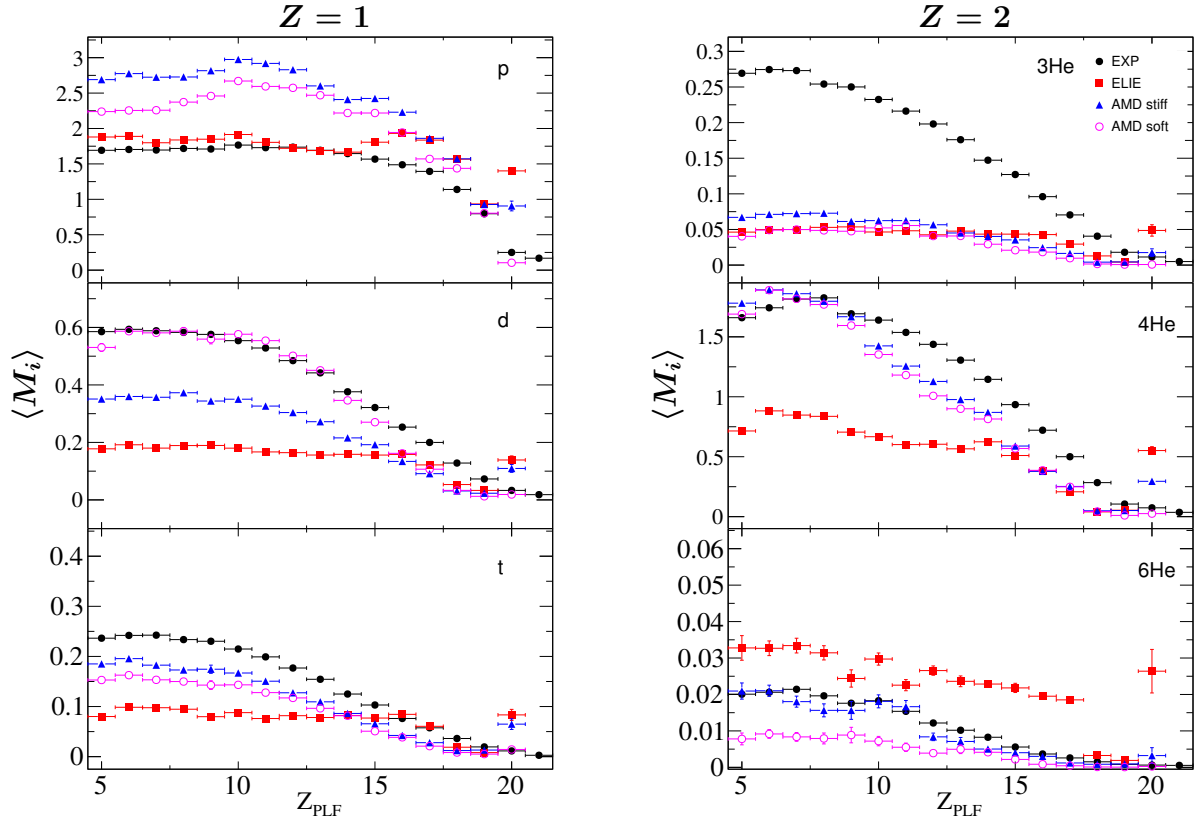 Z = 1
Z = 2
p
3
2.5
2
1.5
1
0.5
0
d
0.6
0.4
0.2
0
⟨M_i⟩
t
0.4
0.3
0.2
0.1
0
5 10 15 20
Z_PLF
3He
EXP
ELIE
AMD stiff
AMD soft
0.3
0.25
0.2
0.15
0.1
0.05
0
4He
1.5
1
0.5
0
⟨M_i⟩
6He
0.06
0.05
0.04
0.03
0.02
0.01
0
5 10 15 20
Z_PLF